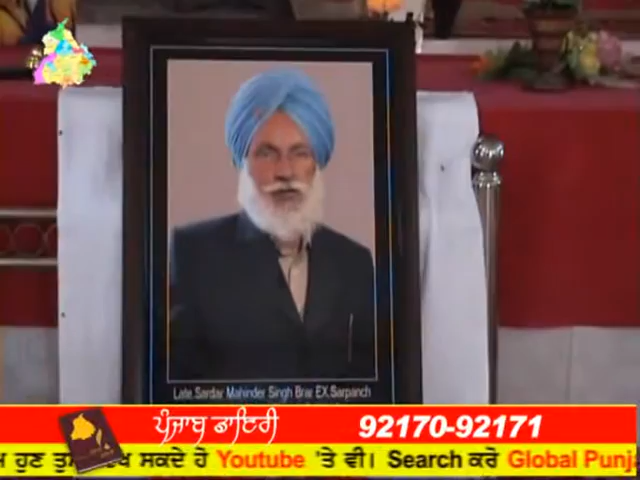 Late.Sardar Mahinder Singh Brar EX.Sarpanch
ਪੰਜਾਬ ਡਾਇਰੀ 92170-92171
ਹੁਣ ਸਕਦੇ ਹੋ Youtube 'ਤੇ ਵੀ। Search ਕਰੋ Global Punj